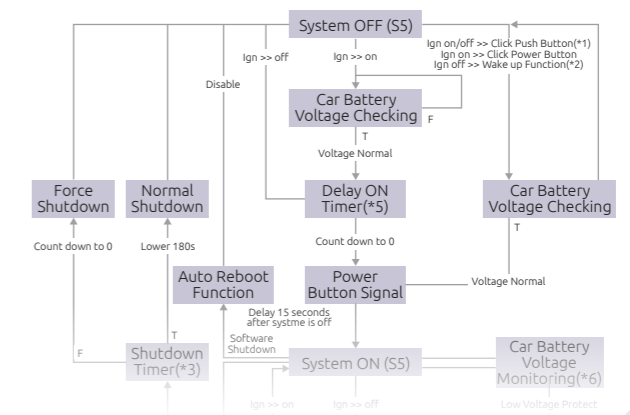 System OFF (S5)
Ign >> off
Ign >> on
Ign on/off >> Click Push Button(*1)
Ign on >> Click Power Button
Ign off >> Wake up Function(*2)
Disable
Car Battery
Voltage Checking
F
T
Voltage Normal
Force
Shutdown
Normal
Shutdown
Delay ON
Timer(*5)
Car Battery
Voltage Checking
T
Count down to 0
Lower 180s
Count down to 0
Auto Reboot
Function
Power
Button Signal
Voltage Normal
Delay 15 seconds
after systme is off
Software
Shutdown
F
T
Shutdown
Timer(*3)
System ON (S5)
Car Battery
Voltage
Monitoring(*6)
Ign >> on
Ign >> off
Low Voltage Protect